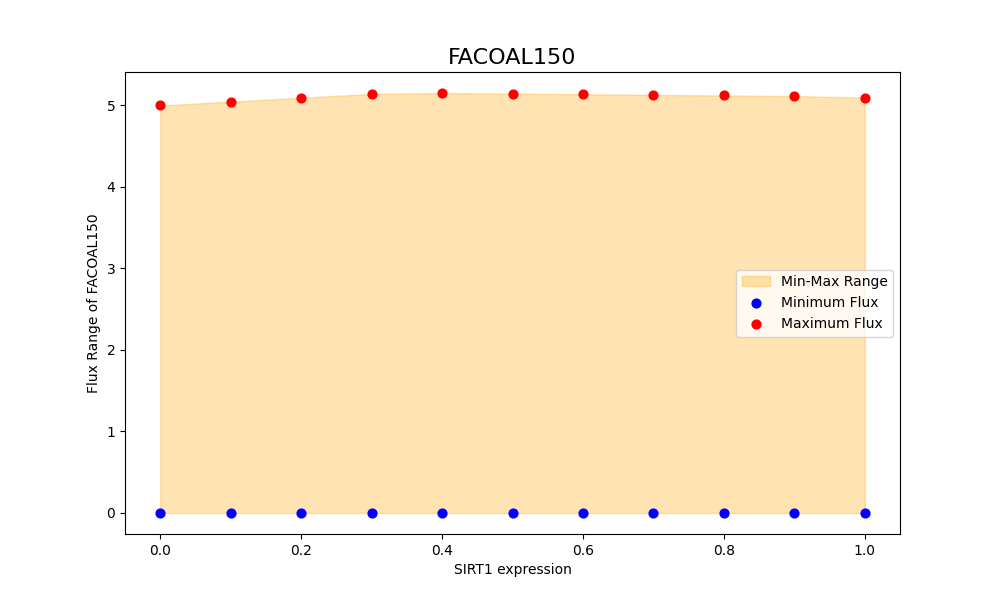 FACOAL150
Flux Range of FACOAL150
5
4
3
2
1
0
Min-Max Range
Minimum Flux
Maximum Flux
0.0 0.2 0.4 0.6 0.8 1.0
SIRT1 expression